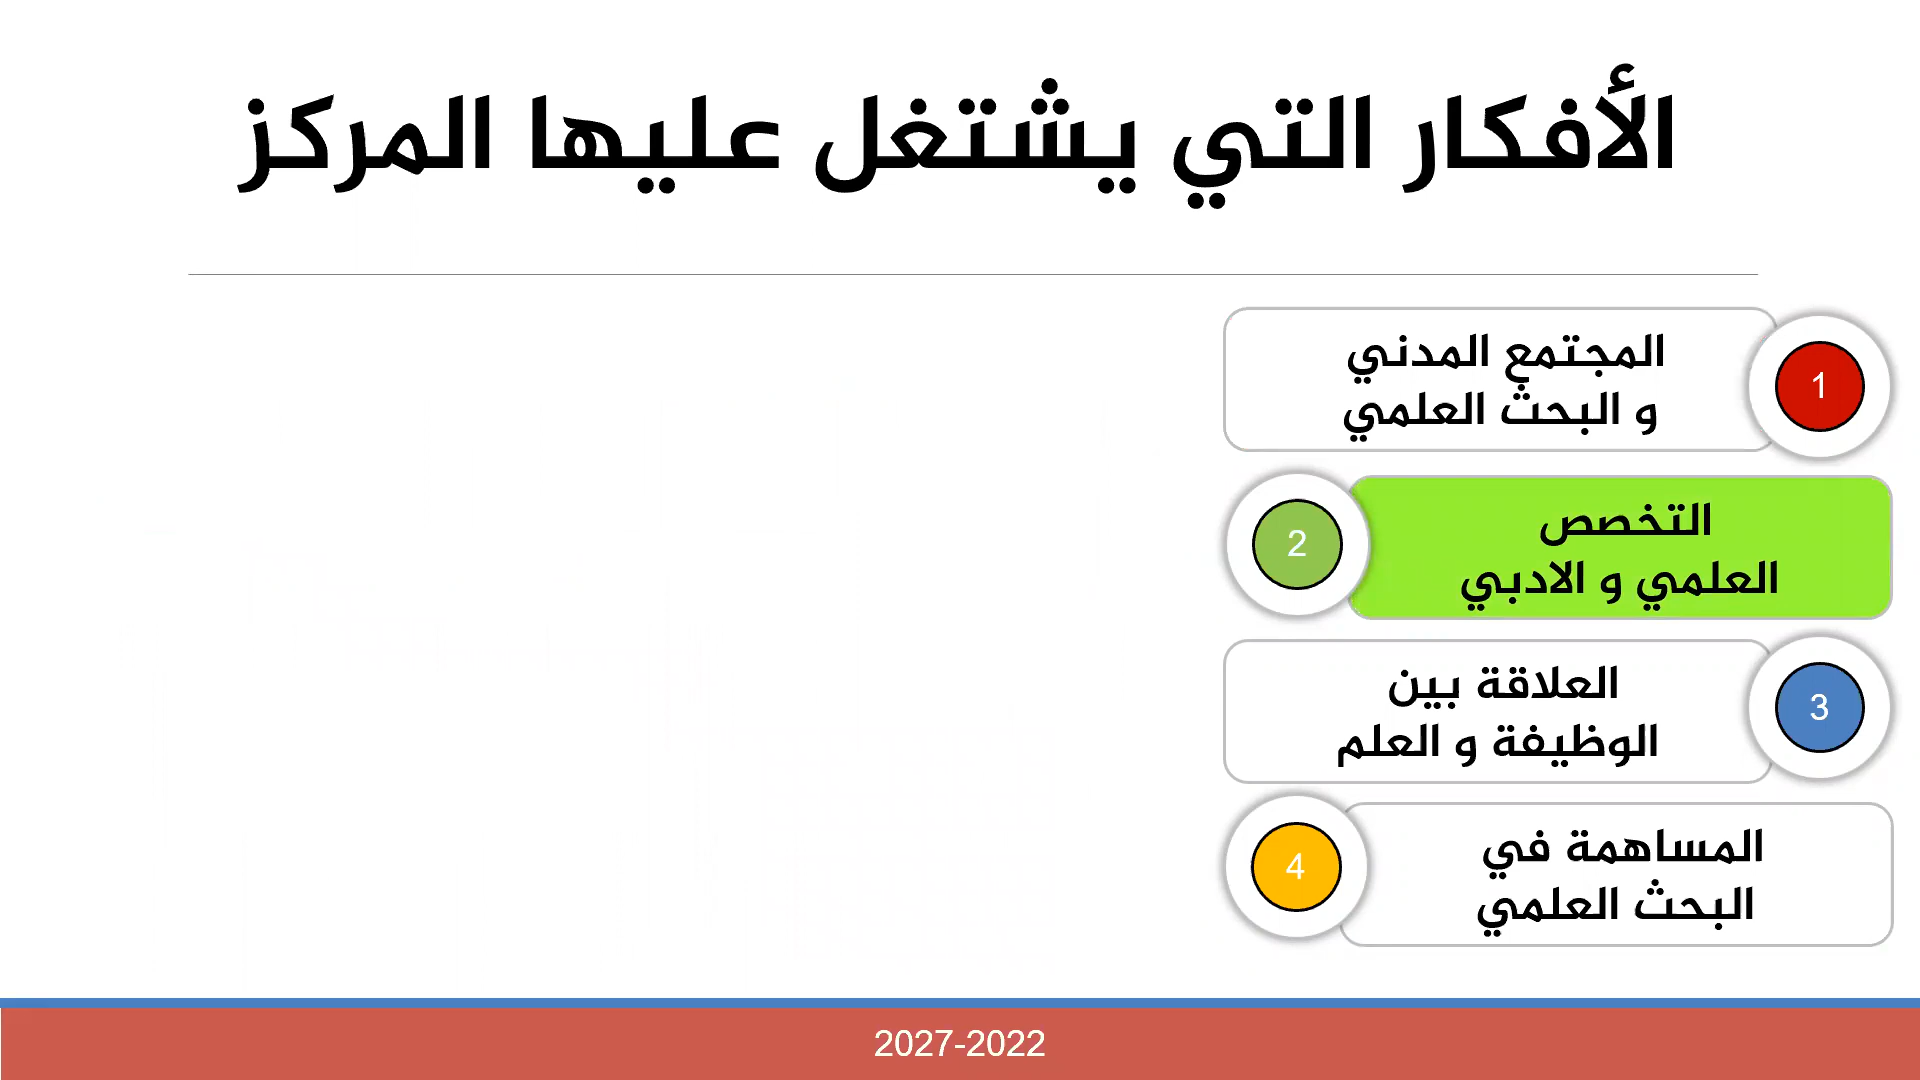 الأفكار التي يشتغل عليها المركز
المجتمع المدني
و البحث العلمي
1
التخصص
العلمي و الادبي
2
العلاقة بين
الوظيفة و العلم
3
المساهمة في
البحث العلمي
4
2027-2022